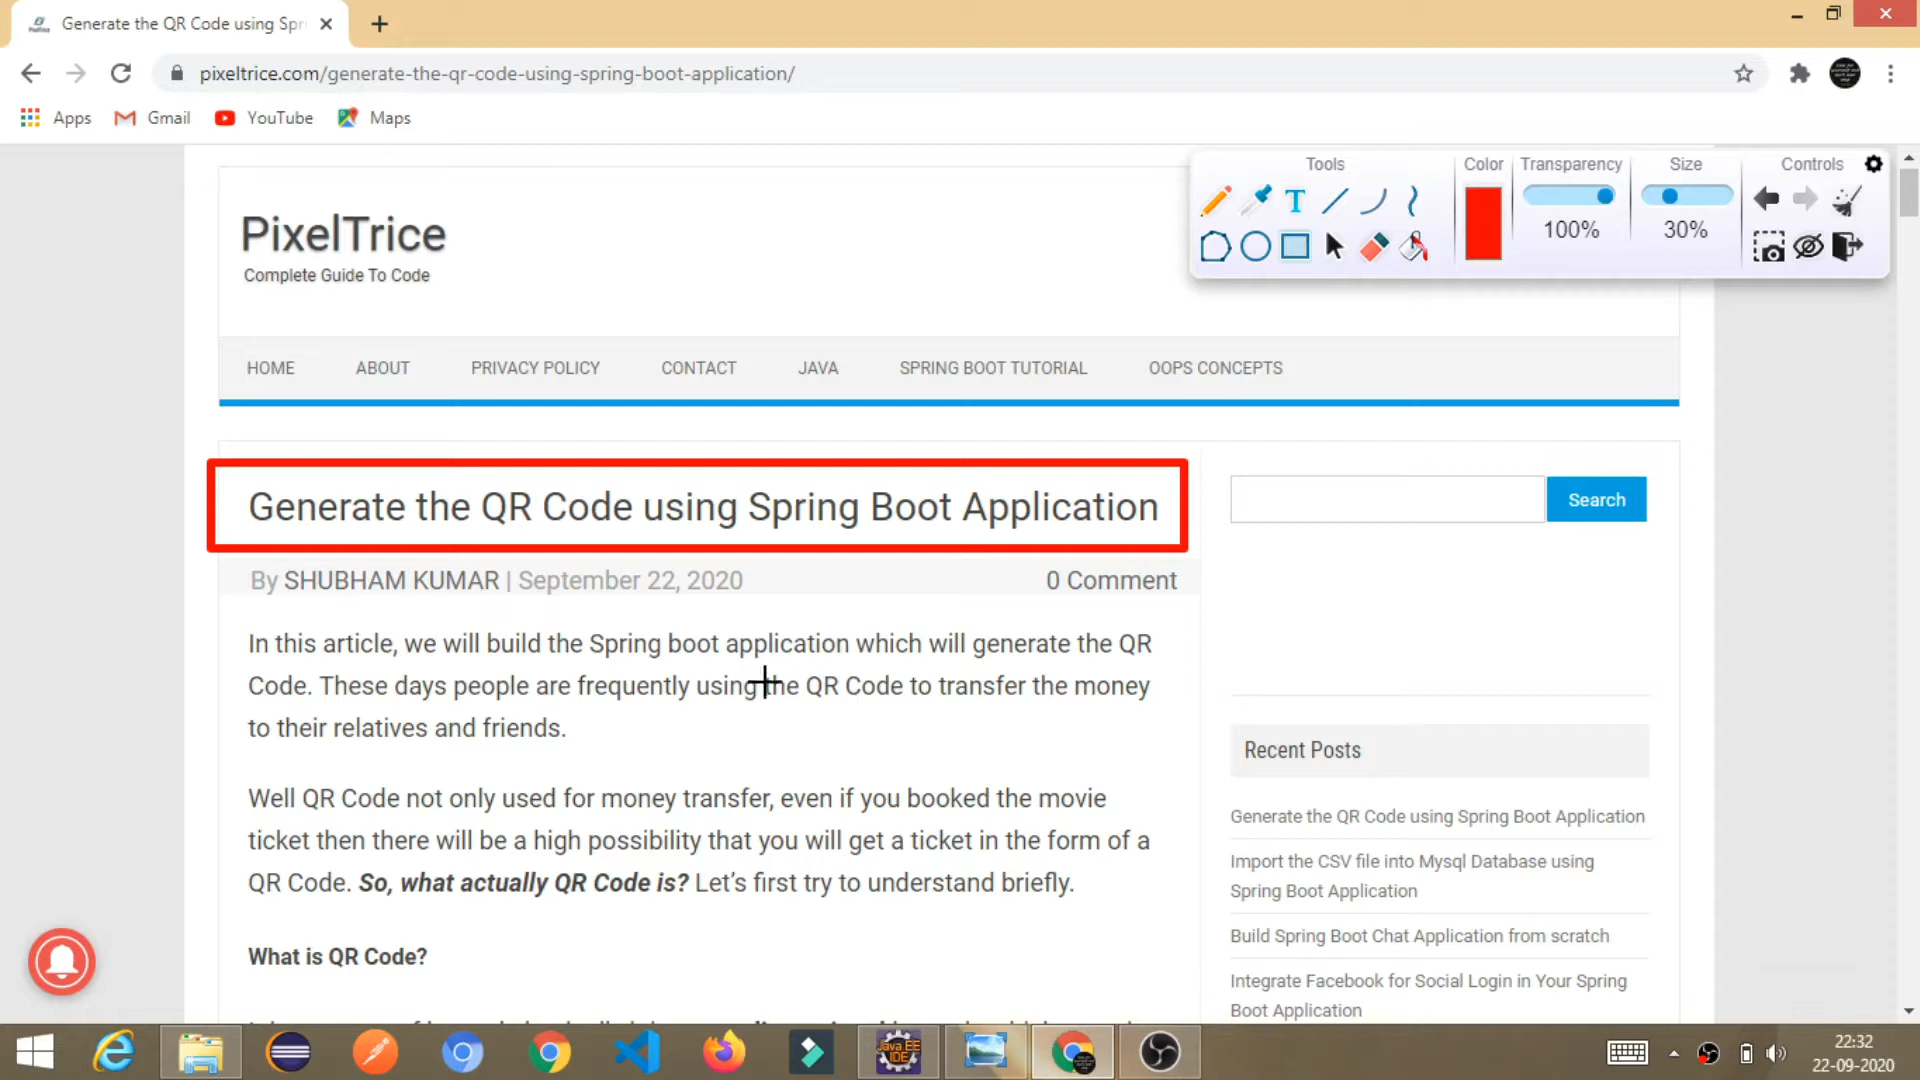 Generate the QR Code using Spr
pixeltrice.com/generate-the-qr-code-using-spring-boot-application/
Apps Gmail YouTube Maps
Tools Color Transparency Size Controls
100% 30%
PixelTrice
Complete Guide To Code
HOME ABOUT PRIVACY POLICY CONTACT JAVA SPRING BOOT TUTORIAL OOPS CONCEPTS
Generate the QR Code using Spring Boot Application
By SHUBHAM KUMAR | September 22, 2020 0 Comment
In this article, we will build the Spring boot application which will generate the QR
Code. These days people are frequently using the QR Code to transfer the money
to their relatives and friends.
Well QR Code not only used for money transfer, even if you booked the movie
ticket then there will be a high possibility that you will get a ticket in the form of a
QR Code. So, what actually QR Code is? Let's first try to understand briefly.
What is QR Code?
Search
Recent Posts
Generate the QR Code using Spring Boot Application
Import the CSV file into Mysql Database using
Spring Boot Application
Build Spring Boot Chat Application from scratch
Integrate Facebook for Social Login in Your Spring
Boot Application
Java EE
IDE
22:32
22-09-2020